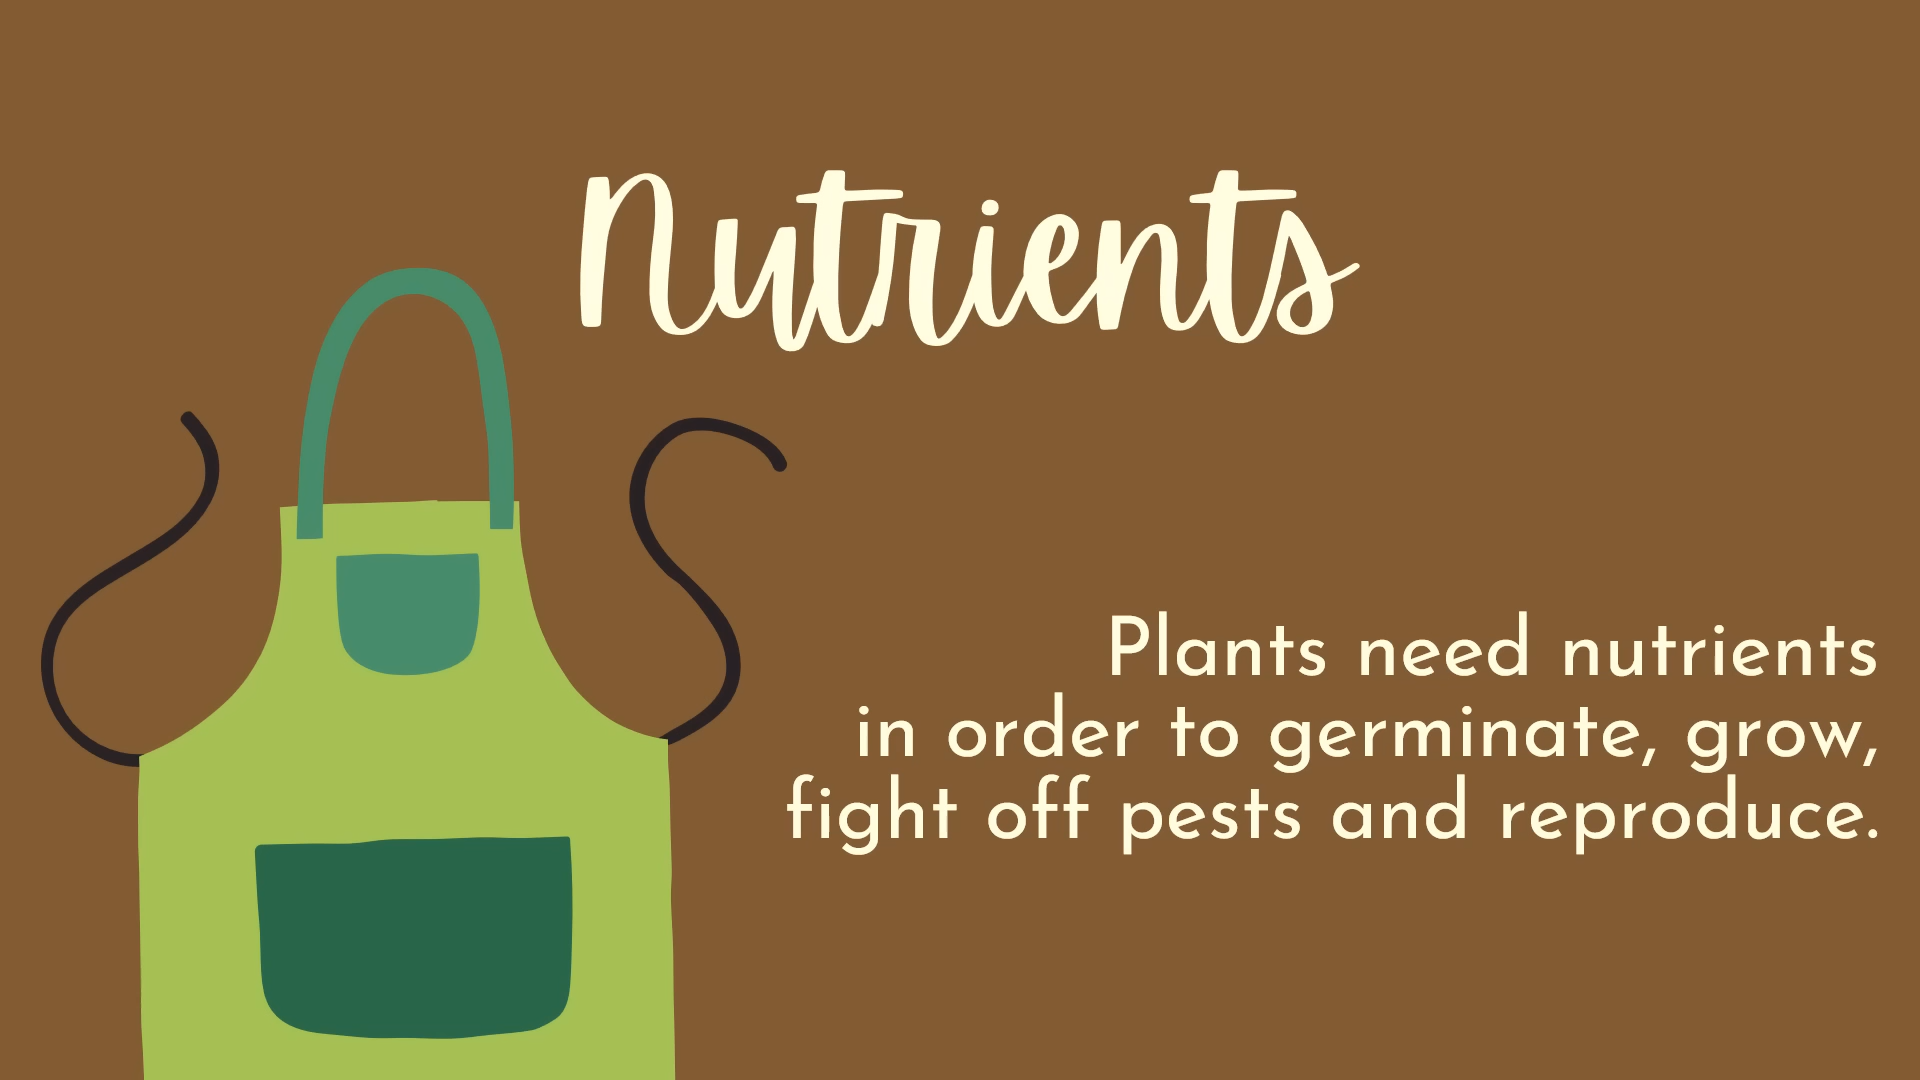 Nutrients
Plants need nutrients
in order to germinate, grow,
fight off pests and reproduce.